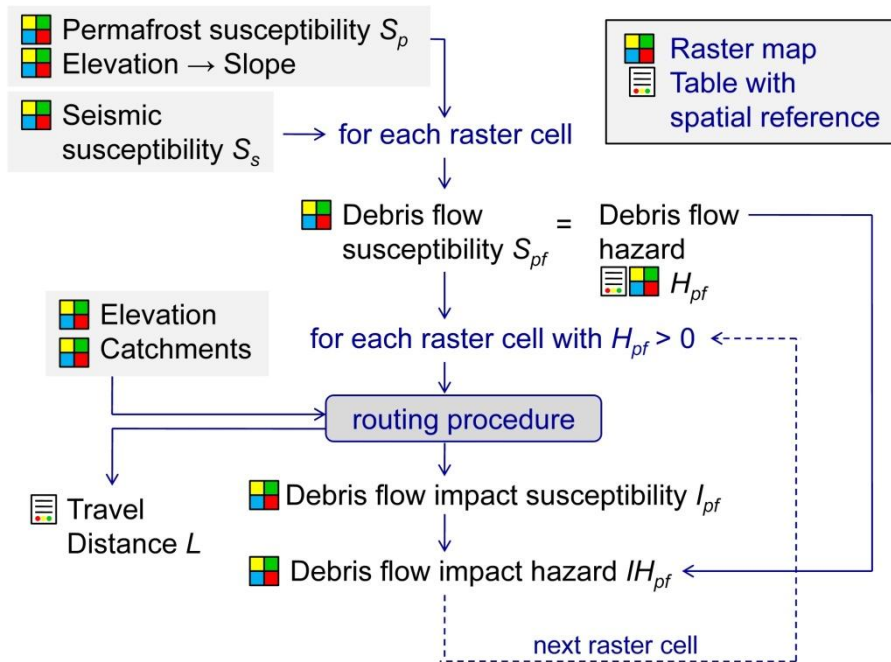 Permafrost susceptibility Sp
Elevation → Slope
Seismic
susceptibility Ss
for each raster cell
Raster map
Table with
spatial reference
Debris flow
susceptibility Spf
=
Debris flow
hazard
Hpf
Elevation
Catchments
for each raster cell with Hpf > 0
routing procedure
Travel
Distance L
Debris flow impact susceptibility Ipf
Debris flow impact hazard IHpf
next raster cell